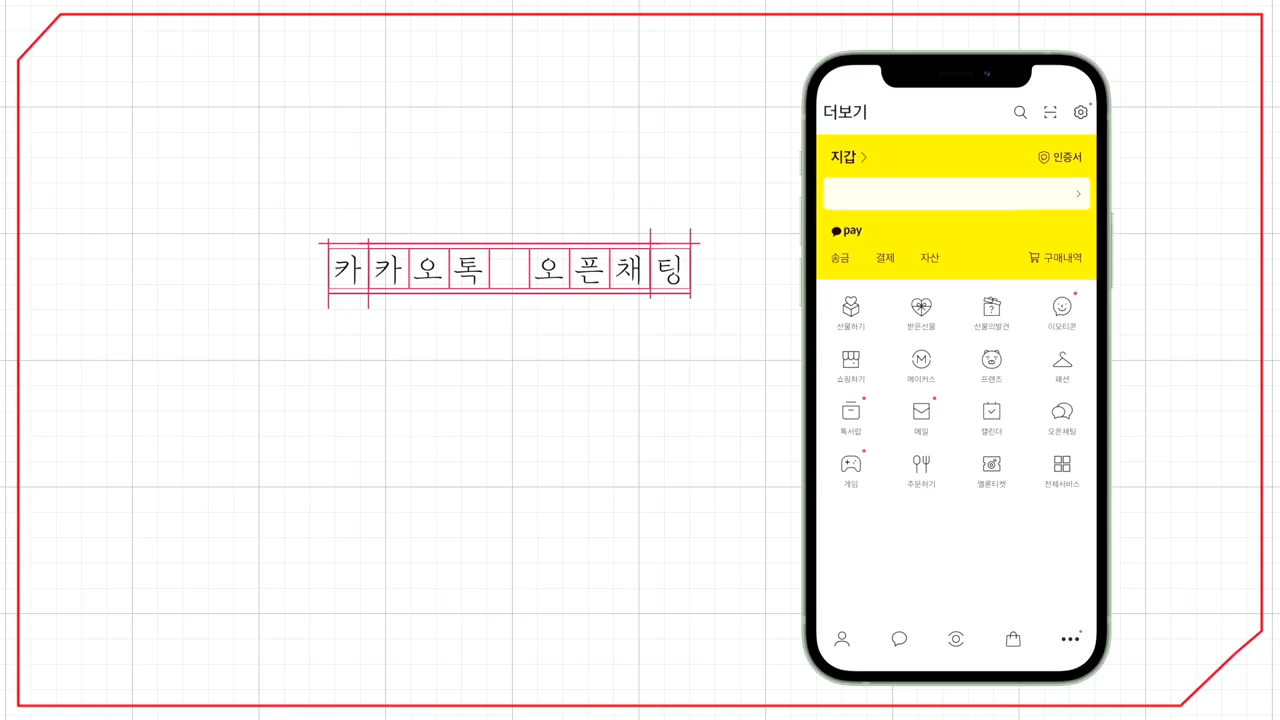 카카오톡 오픈채팅
더보기
지갑
인증서
pay
송금 결제 자산 구매내역
선물하기 받은선물 선물의발견 이모티콘
쇼핑하기 메이커스 프렌즈 패션
톡서랍 메일 캘린더 오픈채팅
게임 주문하기 멜론티켓 전체서비스